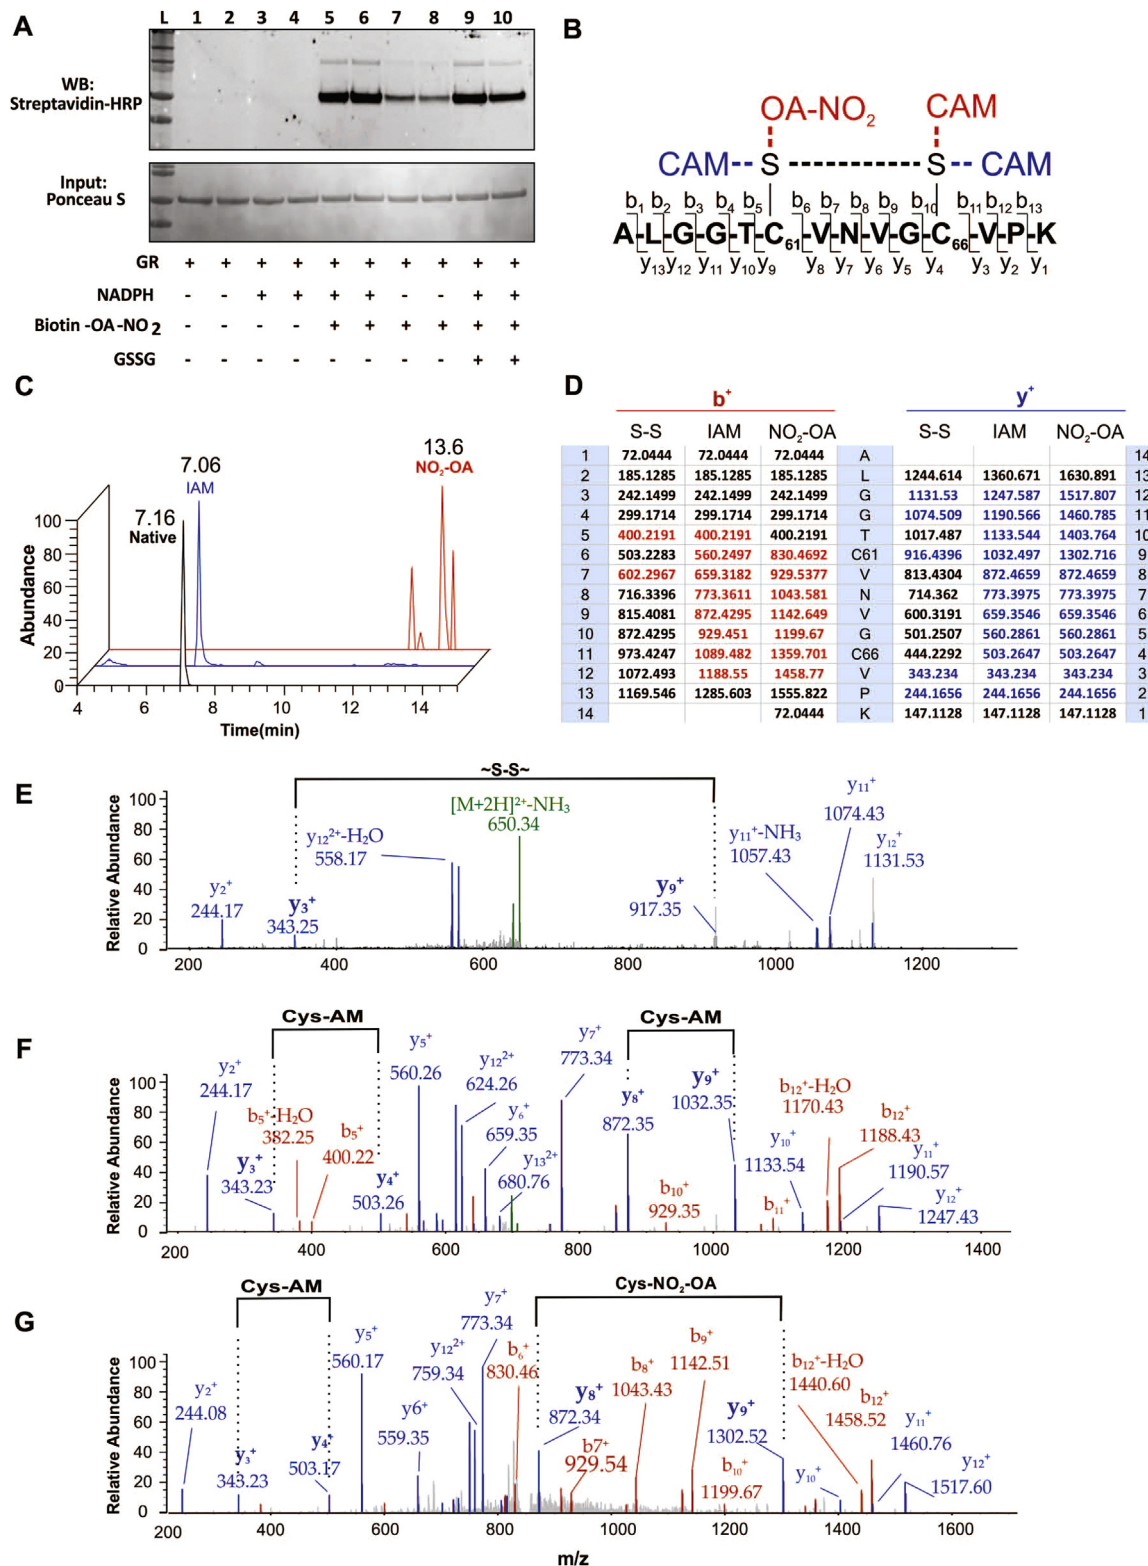 A
L 1 2 3 4 5 6 7 8 9 10
WB:
Streptavidin-HRP
Input:
Ponceau S
GR + + + + + + + + + +
NADPH - - + + + + - - + +
Biotin -OA-NO 2 - - - - + + + + + +
GSSG - - - - - - - - + +
B
OA-NO2 CAM
CAM S S CAM
b1 b2 b3 b4 b5 b6 b7 b8 b9 b10 b11 b12 b13
A-L-G-G-T-C61-V-N-V-G-C66-V-P-K
y13 y12 y11 y10 y9 y8 y7 y6 y5 y4 y3 y2 y1
C
13.6
NO2-OA
7.06
IAM
7.16
Native
Abundance
100
80
60
40
20
0
4 6 8 10 12 14
Time(min)
D
b+ y+
S-S IAM NO2-OA S-S IAM NO2-OA
1 72.0444 72.0444 72.0444 A 14
2 185.1285 185.1285 185.1285 L 1244.614 1360.671 1630.891 13
3 242.1499 242.1499 242.1499 G 1131.53 1247.587 1517.807 12
4 299.1714 299.1714 299.1714 G 1074.509 1190.566 1460.785 11
5 400.2191 400.2191 400.2191 T 1017.487 1133.544 1403.764 10
6 503.2283 560.2497 830.4692 C61 916.4396 1032.497 1302.716 9
7 602.2967 659.3182 929.5377 V 813.4304 872.4659 872.4659 8
8 716.3396 773.3611 1043.581 N 714.362 773.3975 773.3975 7
9 815.4081 872.4295 1142.649 V 600.3191 659.3546 659.3546 6
10 872.4295 929.451 1199.67 G 501.2507 560.2861 560.2861 5
11 973.4247 1089.482 1359.701 C66 444.2292 503.2647 503.2647 4
12 1072.493 1188.55 1458.77 V 343.234 343.234 343.234 3
13 1169.546 1285.603 1555.822 P 244.1656 244.1656 244.1656 2
14 72.0444 K 147.1128 147.1128 147.1128 1
E
~S-S~
Relative Abundance
100
80
60
40
20
0
y2+
244.17
y3+
343.25
y12 2+-H2O
558.17
[M+2H]2+-NH3
650.34
y9+
917.35
y11+-NH3
1057.43
y11+
1074.43
y12+
1131.53
200 400 600 800 1000 1200
F
Cys-AM Cys-AM
Relative Abundance
100
80
60
40
20
0
y2+
244.17
y3+
343.23
b5+-H2O
382.25
b5+
400.22
y4+
503.26
y5+
560.26
y12 2+
624.26
y6+
659.35
y13 2+
680.76
y7+
773.34
y8+
872.35
b10+
929.35
y9+
1032.35
b11+
y10+
1133.54
b12+-H2O
1170.43
b12+
1188.43
y11+
1190.57
y12+
1247.43
200 400 600 800 1000 1200 1400
G
Cys-AM Cys-NO2-OA
Relative Abundance
100
80
60
40
20
0
y2+
244.08
y3+
343.23
y4+
503.17
y5+
560.17
y6+
559.35
y12 2+
759.34
y7+
773.34
b6+
830.46
y8+
872.34
b7+
929.54
b8+
1043.43
b9+
1142.51
b10+
1199.67
y9+
1302.52
y10+
b12+-H2O
1440.60
b12+
1458.52
y11+
1460.76
y12+
1517.60
200 400 600 800 1000 1200 1400 1600
m/z